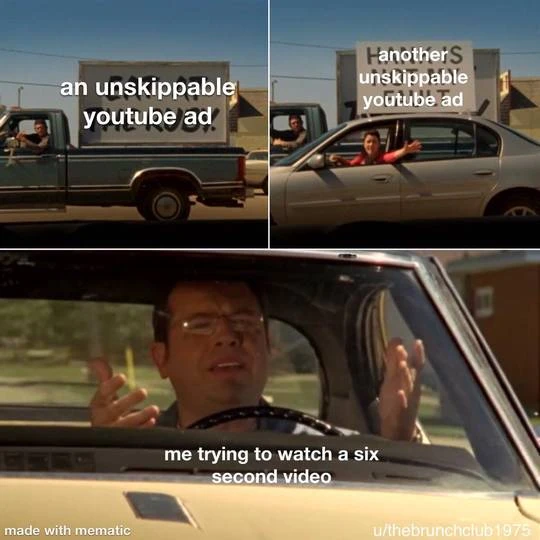 an unskippable
youtube ad
another
unskippable
youtube ad
me trying to watch a six
second video
made with mematic
u/thebrunchclub1975